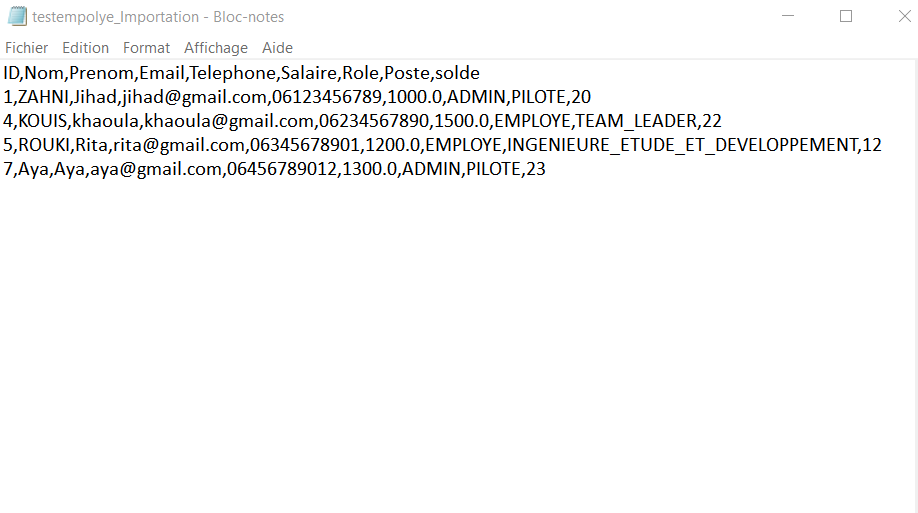 testempolye_Importation - Bloc-notes
Fichier Edition Format Affichage Aide
ID,Nom,Prenom,Email,Telephone,Salaire,Role,Poste,solde
1,ZAHNI,Jihad,jihad@gmail.com,06123456789,1000.0,ADMIN,PILOTE,20
4,KOUIS,khaoula,khaoula@gmail.com,06234567890,1500.0,EMPLOYE,TEAM_LEADER,22
5,ROUKI,Rita,rita@gmail.com,06345678901,1200.0,EMPLOYE,INGENIEURE_ETUDE_ET_DEVELOPPEMENT,12
7,Aya,Aya,aya@gmail.com,06456789012,1300.0,ADMIN,PILOTE,23